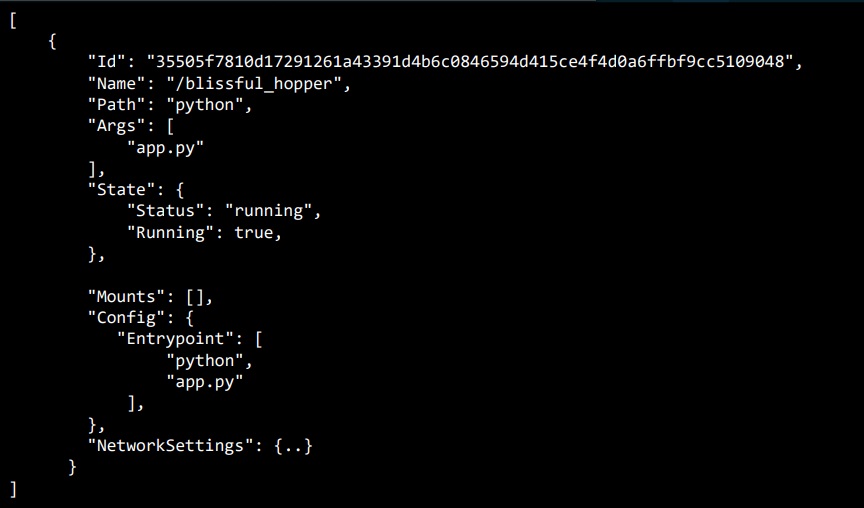 [
    {
        "Id": "35505f7810d17291261a43391d4b6c0846594d415ce4f4d0a6ffbf9cc5109048",
        "Name": "/blissful_hopper",
        "Path": "python",
        "Args": [
            "app.py"
        ],
        "State": {
            "Status": "running",
            "Running": true,
        },

        "Mounts": [],
        "Config": {
           "Entrypoint": [
                "python",
                "app.py"
            ],
        },
        "NetworkSettings": {..}
      }
]